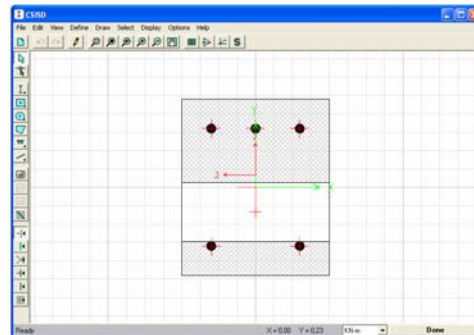 CSISD
File Edit View Define Draw Select Display Options Help
Y
2
X
Ready X = 0,00 Y = 0,23 KN-m Done